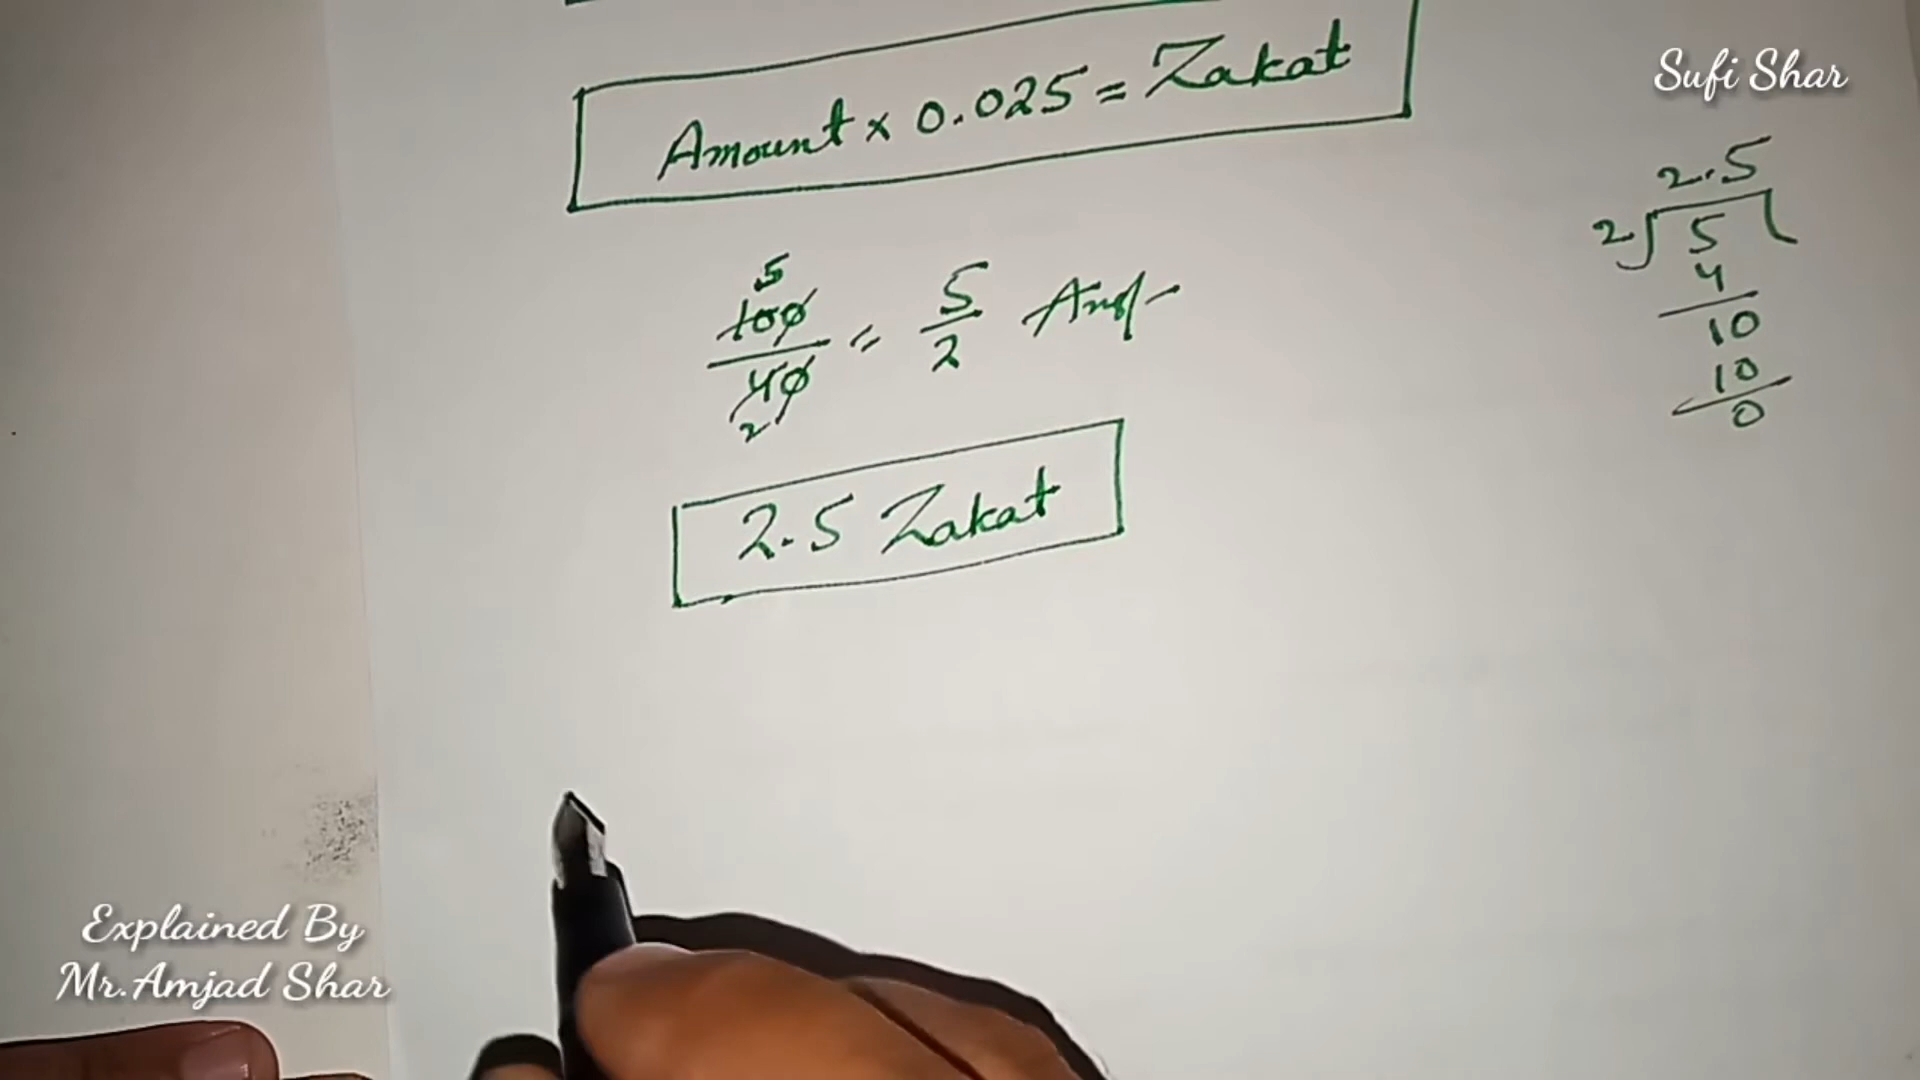 Sufi Shar
Amount × 0.025 = Zakat
5
100/40 = 5/2 Ans-
2
2.5 Zakat
2.5
2 5
4
10
10
0
Explained By
Mr.Amjad Shar